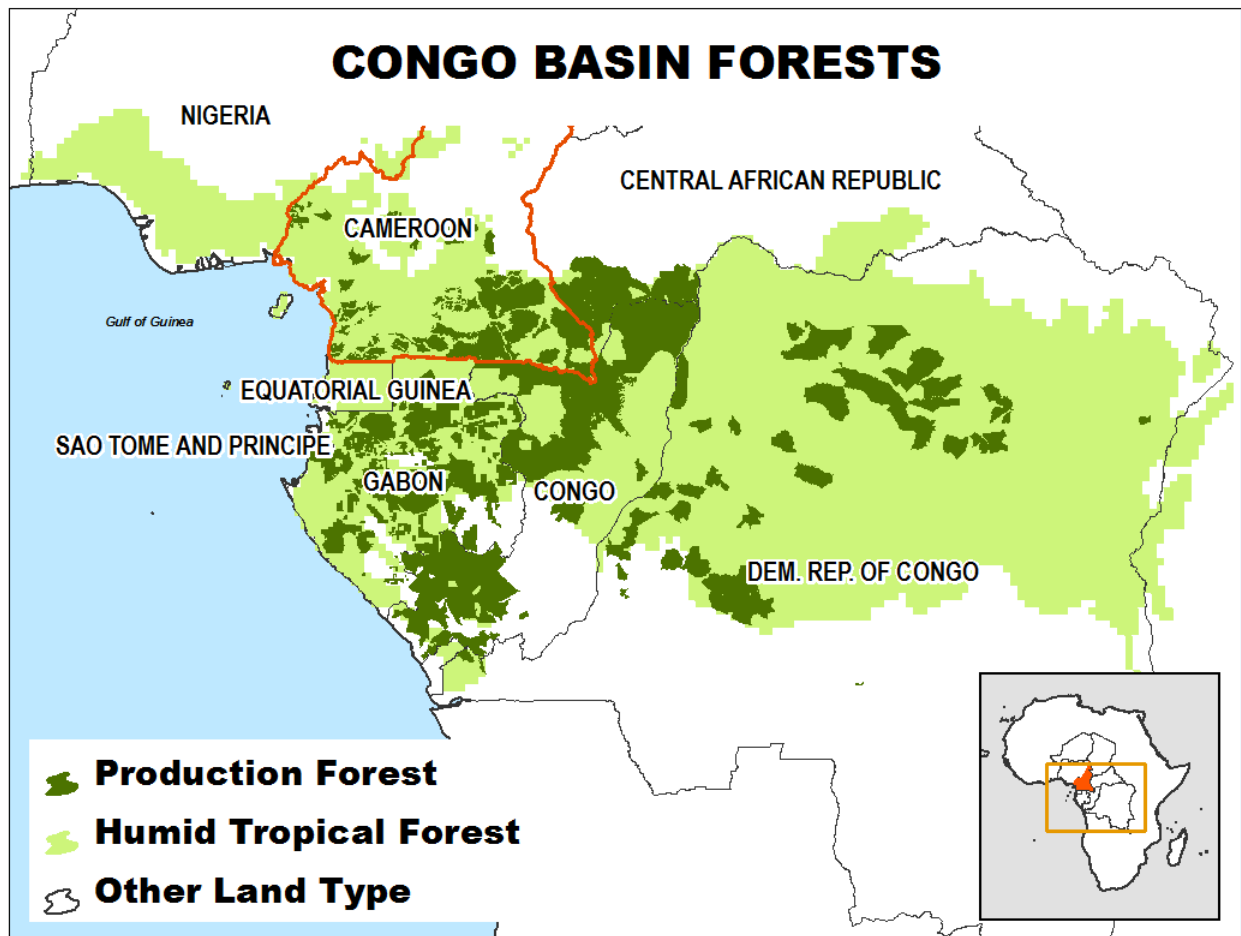 CONGO BASIN FORESTS
NIGERIA
CENTRAL AFRICAN REPUBLIC
CAMEROON
Gulf of Guinea
EQUATORIAL GUINEA
SAO TOME AND PRINCIPE
GABON
CONGO
DEM. REP. OF CONGO
Production Forest
Humid Tropical Forest
Other Land Type